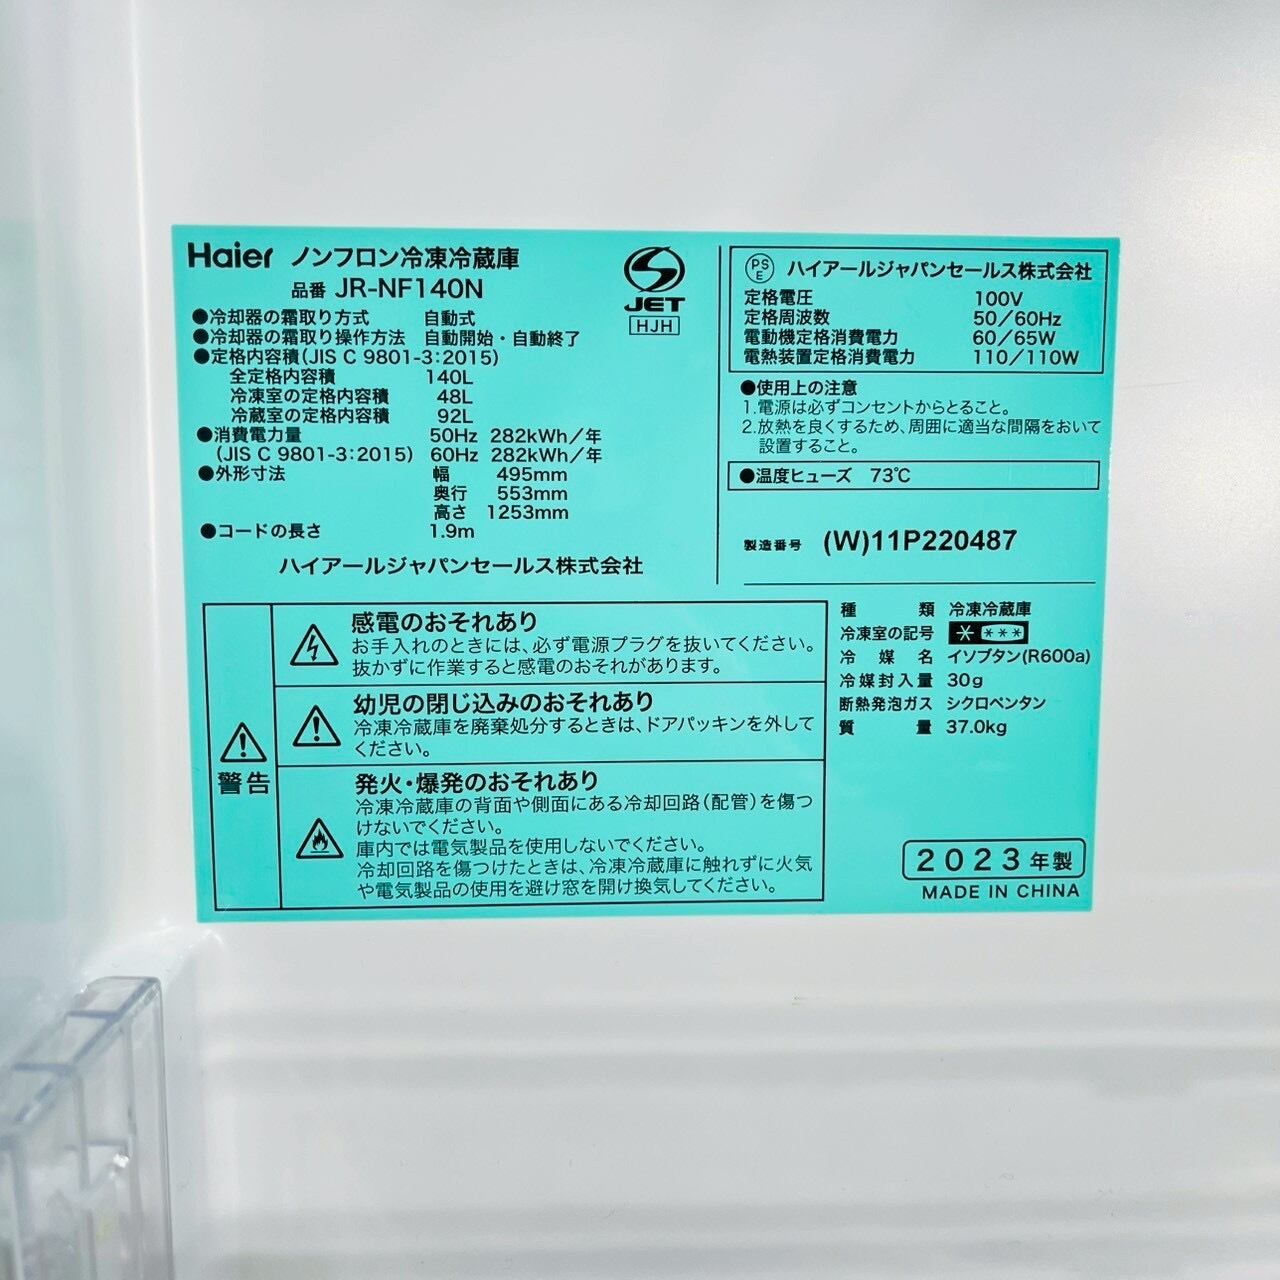 Haier ノンフロン冷凍冷蔵庫
品番 JR-NF140N
●冷却器の霜取り方式 自動式
●冷却器の霜取り操作方法 自動開始・自動終了
●定格内容積(JIS C 9801-3:2015)
全定格内容積 140L
冷凍室の定格内容積 48L
冷蔵室の定格内容積 92L
●消費電力量 50Hz 282kWh/年
(JIS C 9801-3:2015) 60Hz 282kWh/年
●外形寸法 幅 495mm
奥行 553mm
高さ 1253mm
●コードの長さ 1.9m
ハイアールジャパンセールス株式会社
JET
HJH
PS
E
ハイアールジャパンセールス株式会社
定格電圧 100V
定格周波数 50/60Hz
電動機定格消費電力 60/65W
電熱装置定格消費電力 110/110W
●使用上の注意
1.電源は必ずコンセントからとること。
2.放熱を良くするため、周囲に適当な間隔をおいて
設置すること。
●温度ヒューズ 73℃
製造番号 (W)11P220487
警告
感電のおそれあり
お手入れのときには、必ず電源プラグを抜いてください。
抜かずに作業すると感電のおそれがあります。
幼児の閉じ込みのおそれあり
冷凍冷蔵庫を廃棄処分するときは、ドアパッキンを外して
ください。
発火・爆発のおそれあり
冷凍冷蔵庫の背面や側面にある冷却回路(配管)を傷つ
けないでください。
庫内では電気製品を使用しないでください。
冷却回路を傷つけたときは、冷凍冷蔵庫に触れずに火気
や電気製品の使用を避け窓を開け換気してください。
種類 冷凍冷蔵庫
冷凍室の記号 * ***
冷媒名 イソブタン(R600a)
冷媒封入量 30g
断熱発泡ガス シクロペンタン
質量 37.0kg
2023年製
MADE IN CHINA